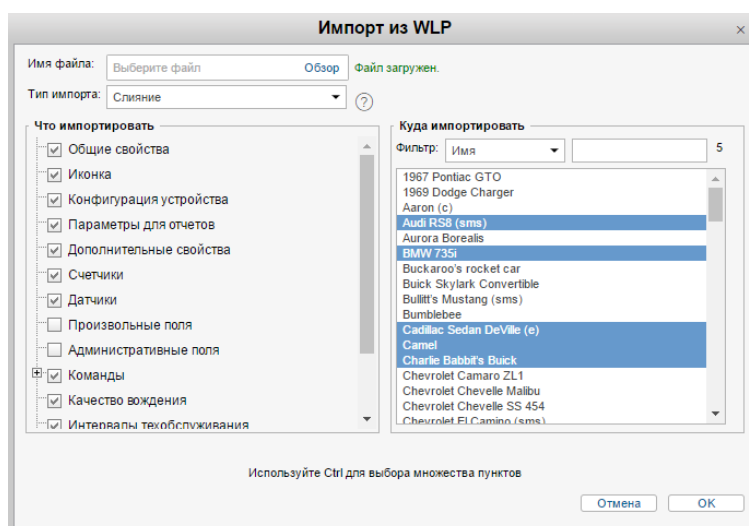 Импорт из WLP
Имя файла: Выберите файл Обзор Файл загружен.
Тип импорта: Слияние ?
Что импортировать
Общие свойства
Иконка
Конфигурация устройства
Параметры для отчетов
Дополнительные свойства
Счетчики
Датчики
Произвольные поля
Административные поля
Команды
Качество вождения
Интервалы техобслуживания
Куда импортировать
Фильтр: Имя 5
1967 Pontiac GTO
1969 Dodge Charger
Aaron (c)
Audi RS8 (sms)
Aurora Borealis
BMW 735i
Buckaroo's rocket car
Buick Skylark Convertible
Bullitt's Mustang (sms)
Bumblebee
Cadillac Sedan DeVille (e)
Camel
Charlie Babbit's Buick
Chevrolet Camaro ZL1
Chevrolet Chevelle Malibu
Chevrolet Chevelle SS 454
Chevrolet El Camino (sms)
Используйте Ctrl для выбора множества пунктов
Отмена OK